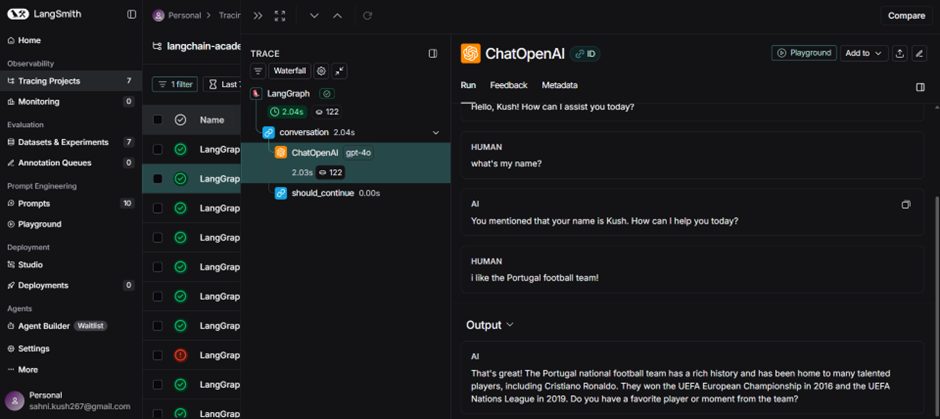 LangSmith
Home
Observability
Tracing Projects 7
Monitoring 0
Evaluation
Datasets & Experiments 7
Annotation Queues 0
Prompt Engineering
Prompts 10
Playground
Deployment
Studio
Deployments 0
Agents
Agent Builder Waitlist
Settings
More
Personal
sahni.kush267@gmail.com
Personal > Tracin
langchain-acade
1 filter Last 7
Name
LangGrap
LangGrap
LangGrap
LangGrap
LangGrap
LangGrap
LangGrap
LangGrap
LangGrap
LangGrap
Compare
TRACE
Waterfall
LangGraph
2.04s 122
conversation 2.04s
ChatOpenAI gpt-4o
2.03s 122
should_continue 0.00s
ChatOpenAI ID
Playground Add to
Run Feedback Metadata
Hello, Kush! How can I assist you today?
HUMAN
what's my name?
AI
You mentioned that your name is Kush. How can I help you today?
HUMAN
i like the Portugal football team!
Output
AI
That's great! The Portugal national football team has a rich history and has been home to many talented
players, including Cristiano Ronaldo. They won the UEFA European Championship in 2016 and the UEFA
Nations League in 2019. Do you have a favorite player or moment from the team?